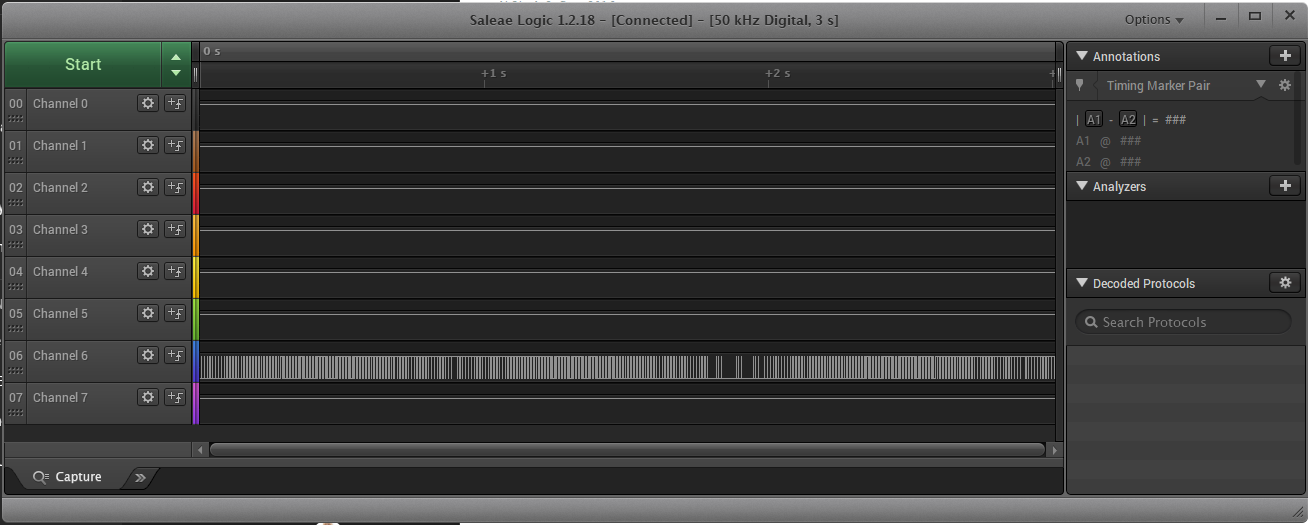 Saleae Logic 1.2.18 - [Connected] - [50 kHz Digital, 3 s]
Options
Start
0 s
+1 s
+2 s
+
Annotations
Timing Marker Pair
| A1 - A2 | = ###
A1 @ ###
A2 @ ###
Analyzers
Decoded Protocols
Search Protocols
00 Channel 0
01 Channel 1
02 Channel 2
03 Channel 3
04 Channel 4
05 Channel 5
06 Channel 6
07 Channel 7
Capture